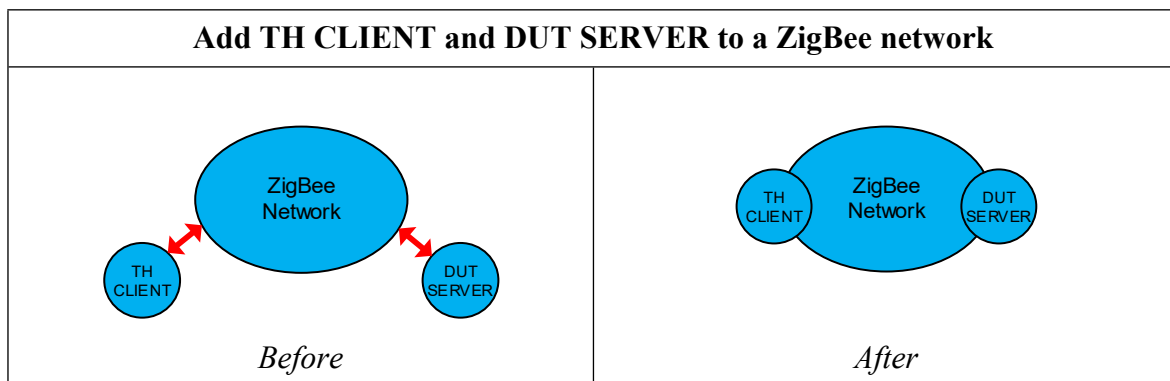 Add TH CLIENT and DUT SERVER to a ZigBee network
ZigBee
Network
TH
CLIENT
DUT
SERVER
Before
TH
CLIENT
ZigBee
Network
DUT
SERVER
After